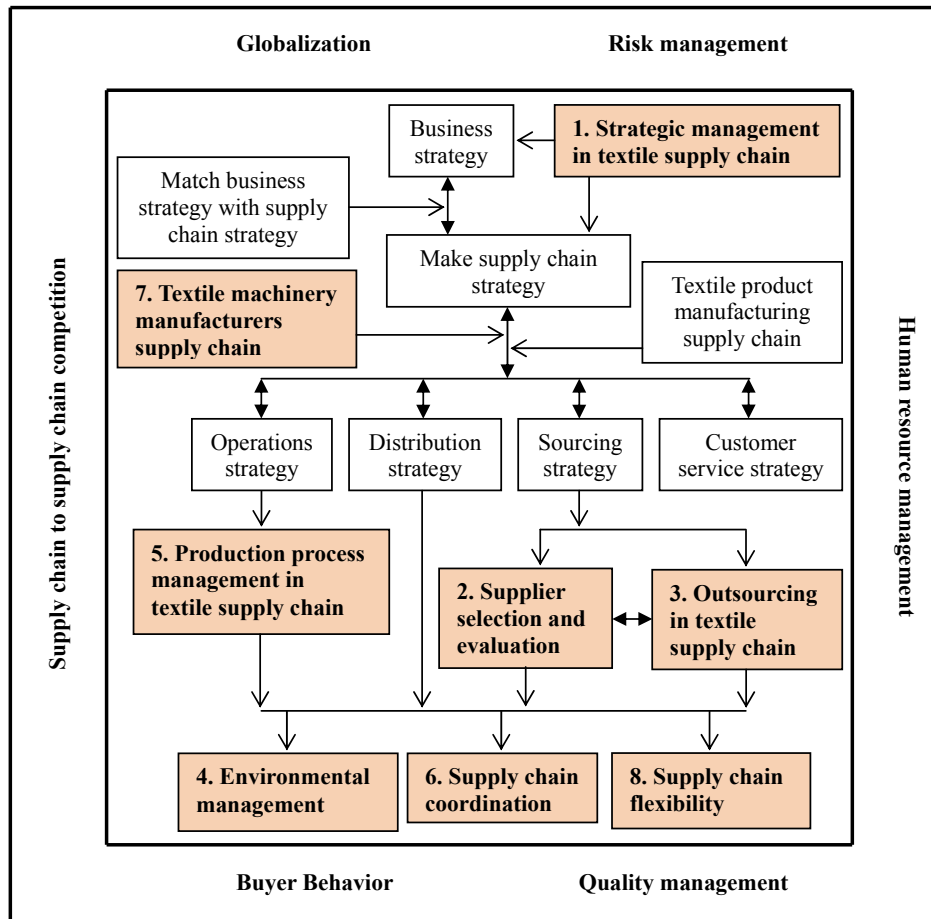 Globalization
Risk management
Supply chain to supply chain competition
Human resource management
Business
strategy
1. Strategic management
in textile supply chain
Match business
strategy with supply
chain strategy
Make supply chain
strategy
7. Textile machinery
manufacturers
supply chain
Textile product
manufacturing
supply chain
Operations
strategy
Distribution
strategy
Sourcing
strategy
Customer
service strategy
5. Production process
management in
textile supply chain
2. Supplier
selection and
evaluation
3. Outsourcing
in textile
supply chain
4. Environmental
management
6. Supply chain
coordination
8. Supply chain
flexibility
Buyer Behavior
Quality management